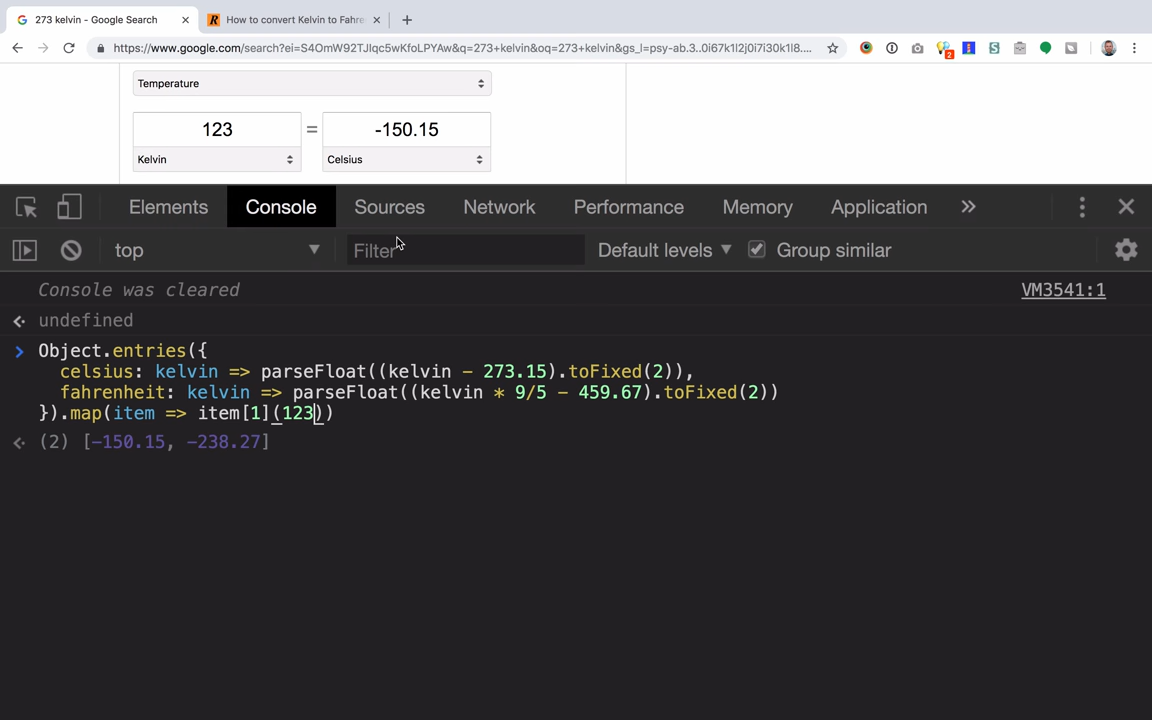 273 kelvin - Google Search
How to convert Kelvin to Fahre
https://www.google.com/search?ei=S4OmW92TJIqc5wKfoLPYAw&q=273+kelvin&oq=273+kelvin&gs_l=psy-ab.3..0i67k1l2j0i7i30k1l8....
2
Temperature
123 = -150.15
Kelvin Celsius
Elements Console Sources Network Performance Memory Application »
top Filter Default levels Group similar
Console was cleared VM3541:1
undefined
Object.entries({
celsius: kelvin => parseFloat((kelvin - 273.15).toFixed(2)),
fahrenheit: kelvin => parseFloat((kelvin * 9/5 - 459.67).toFixed(2))
}).map(item => item[1](123))
(2) [-150.15, -238.27]